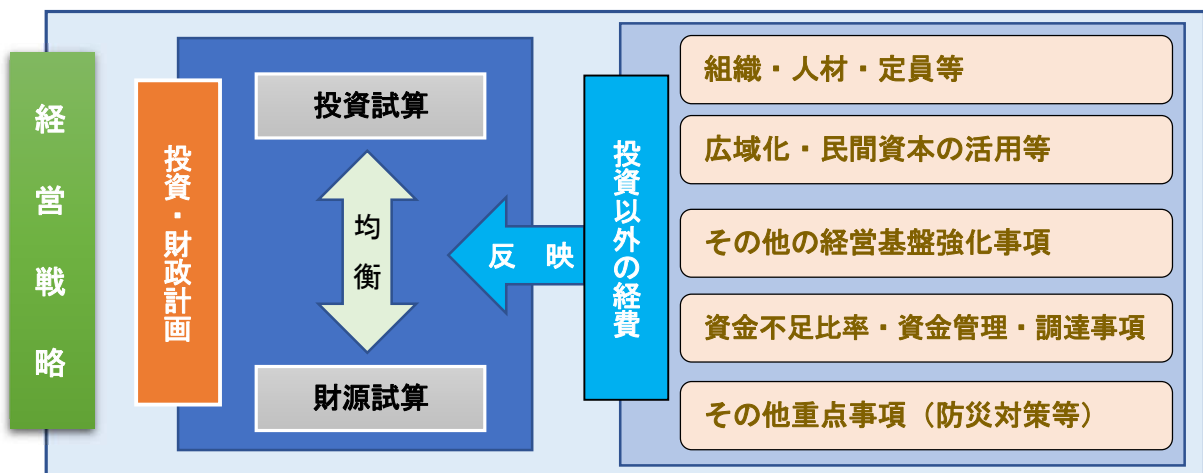 経営戦略
投資・財政計画
投資試算
均衡
財源試算
反映
投資以外の経費
組織・人材・定員等
広域化・民間資本の活用等
その他の経営基盤強化事項
資金不足比率・資金管理・調達事項
その他重点事項（防災対策等）